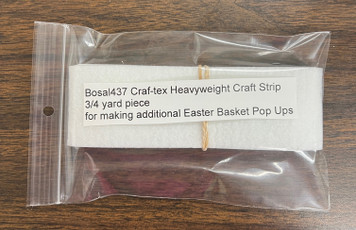 Bosal437 Craf-tex Heavyweight Craft Strip
3/4 yard piece
for making additional Easter Basket Pop Ups